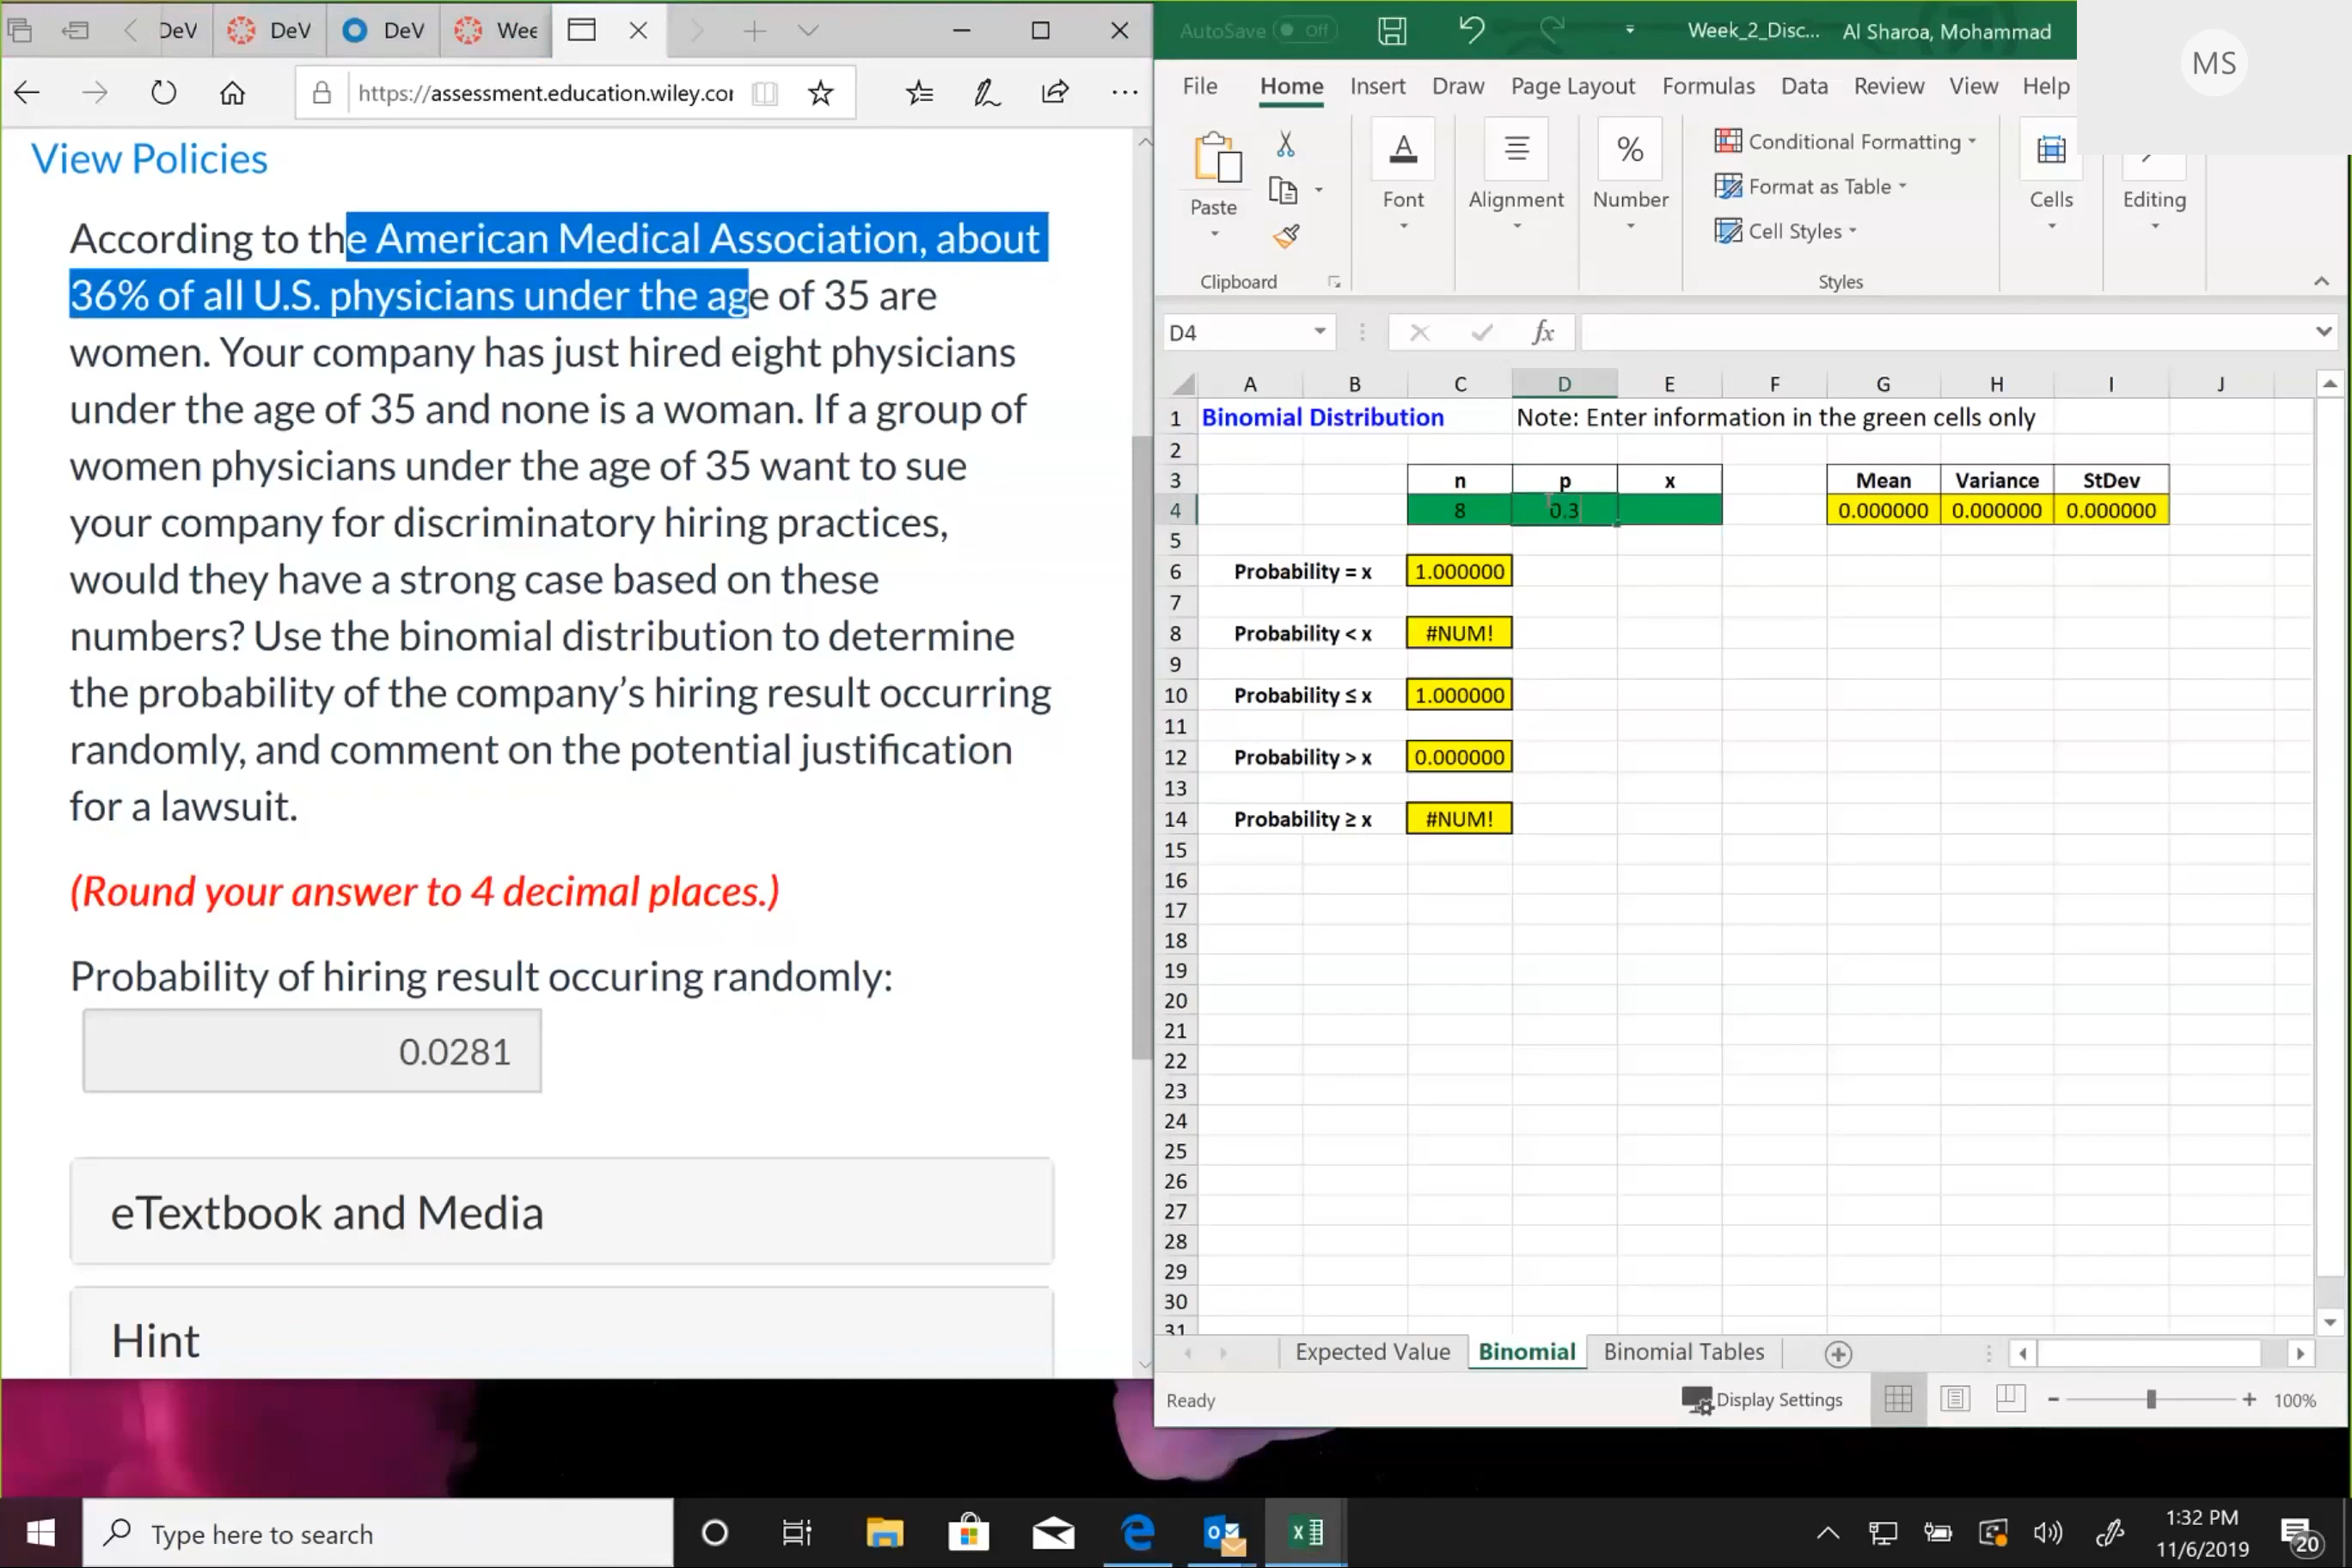 DeV
DeV
DeV
Wee
https://assessment.education.wiley.cor
View Policies
According to the American Medical Association, about
36% of all U.S. physicians under the age of 35 are
women. Your company has just hired eight physicians
under the age of 35 and none is a woman. If a group of
women physicians under the age of 35 want to sue
your company for discriminatory hiring practices,
would they have a strong case based on these
numbers? Use the binomial distribution to determine
the probability of the company’s hiring result occurring
randomly, and comment on the potential justification
for a lawsuit.
(Round your answer to 4 decimal places.)
Probability of hiring result occuring randomly:
0.0281
eTextbook and Media
Hint
AutoSave Off
Week_2_Disc...
Al Sharoa, Mohammad
MS
File Home Insert Draw Page Layout Formulas Data Review View Help
Paste
Clipboard
A
Font
Alignment
%
Number
Conditional Formatting
Format as Table
Cell Styles
Styles
Cells
Editing
D4
fx
A B C D E F G H I J
1 Binomial Distribution Note: Enter information in the green cells only
2
3 n p x Mean Variance StDev
4 8 0.3 0.000000 0.000000 0.000000
5
6 Probability = x 1.000000
7
8 Probability < x #NUM!
9
10 Probability ≤ x 1.000000
11
12 Probability > x 0.000000
13
14 Probability ≥ x #NUM!
15
16
17
18
19
20
21
22
23
24
25
26
27
28
29
30
31
Expected Value Binomial Binomial Tables
Ready
Display Settings
100%
Type here to search
1:32 PM
11/6/2019
20